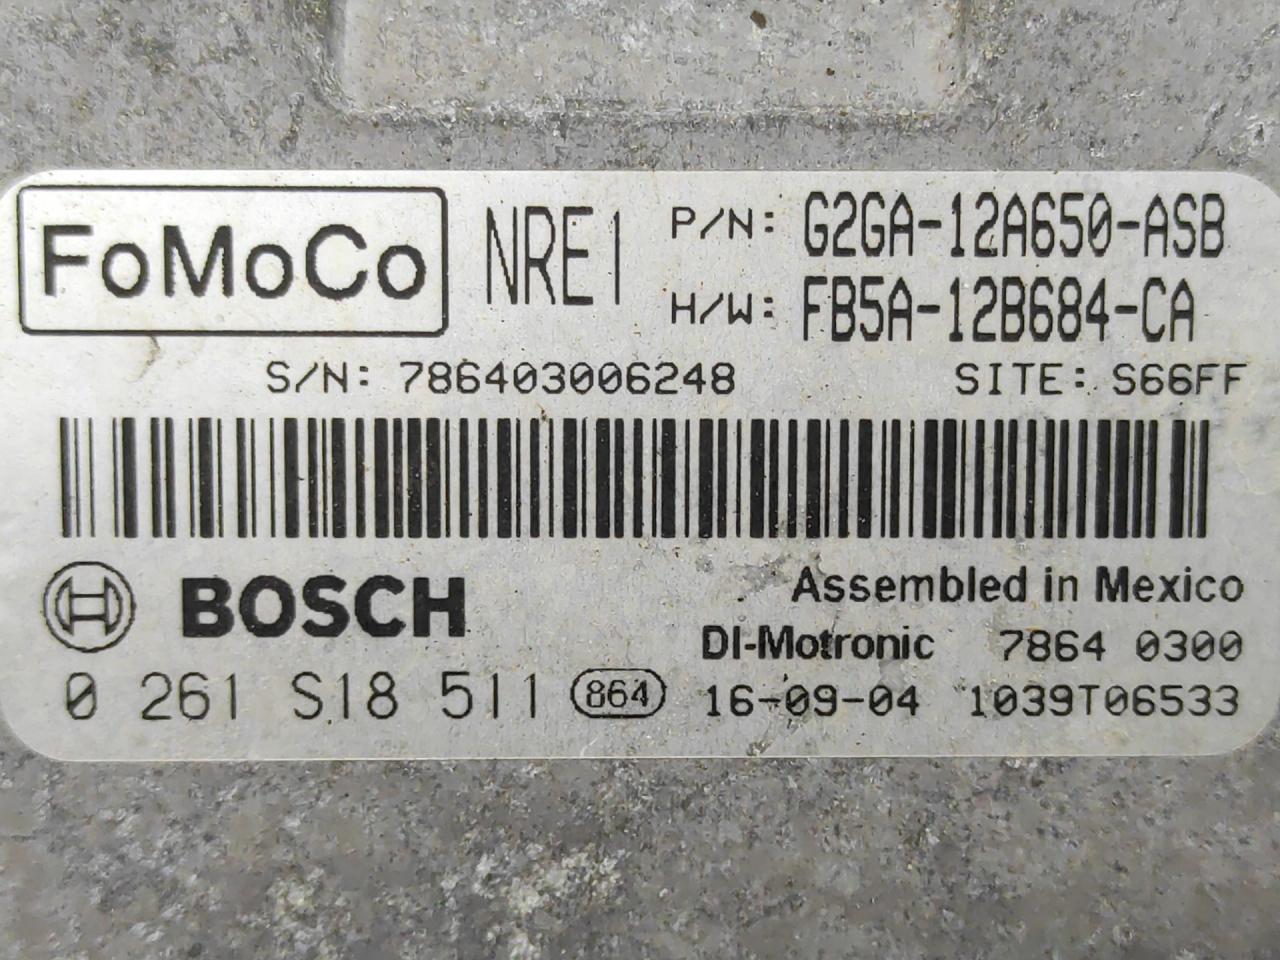 FoMoCo NRE1 P/N: G2GA-12A650-ASB
H/W: FB5A-12B684-CA
S/N: 786403006248 SITE: S66FF
BOSCH Assembled in Mexico
DI-Motronic 7864 0300
0 261 S18 511 864 16-09-04 1039T06533